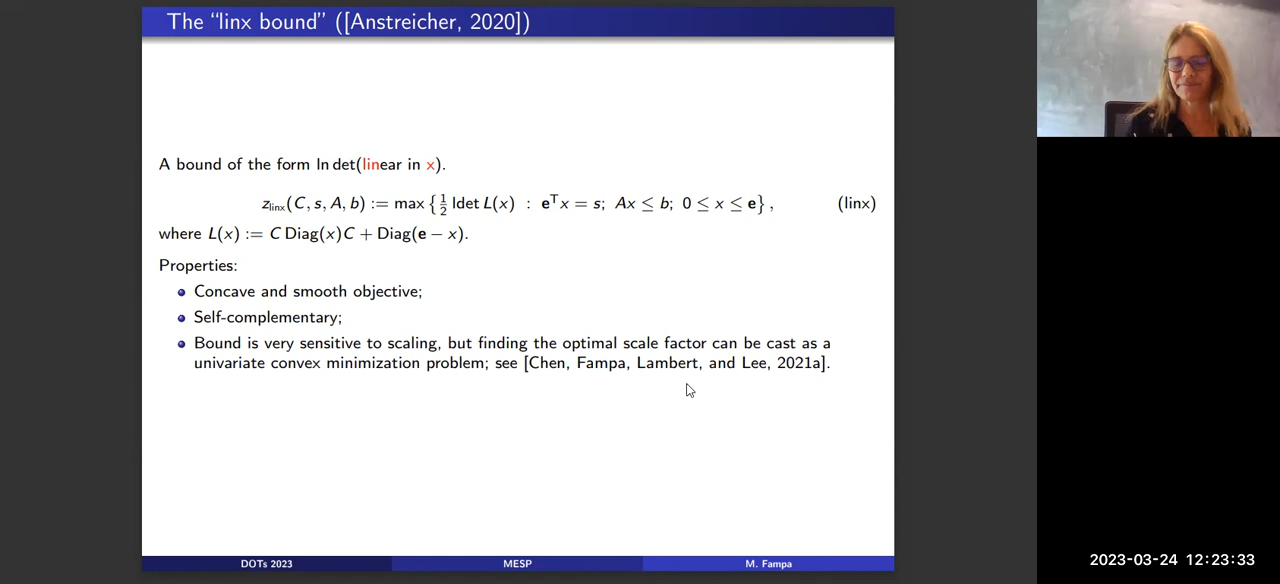 The “linx bound” ([Anstreicher, 2020])
A bound of the form ln det(linear in x).
z_linx(C, s, A, b) := max { ½ ldet L(x) : e^T x = s; Ax ≤ b; 0 ≤ x ≤ e } , (linx)
where L(x) := C Diag(x)C + Diag(e − x).
Properties:
Concave and smooth objective;
Self-complementary;
Bound is very sensitive to scaling, but finding the optimal scale factor can be cast as a
univariate convex minimization problem; see [Chen, Fampa, Lambert, and Lee, 2021a].
DOTs 2023 MESP M. Fampa
2023-03-24 12:23:33